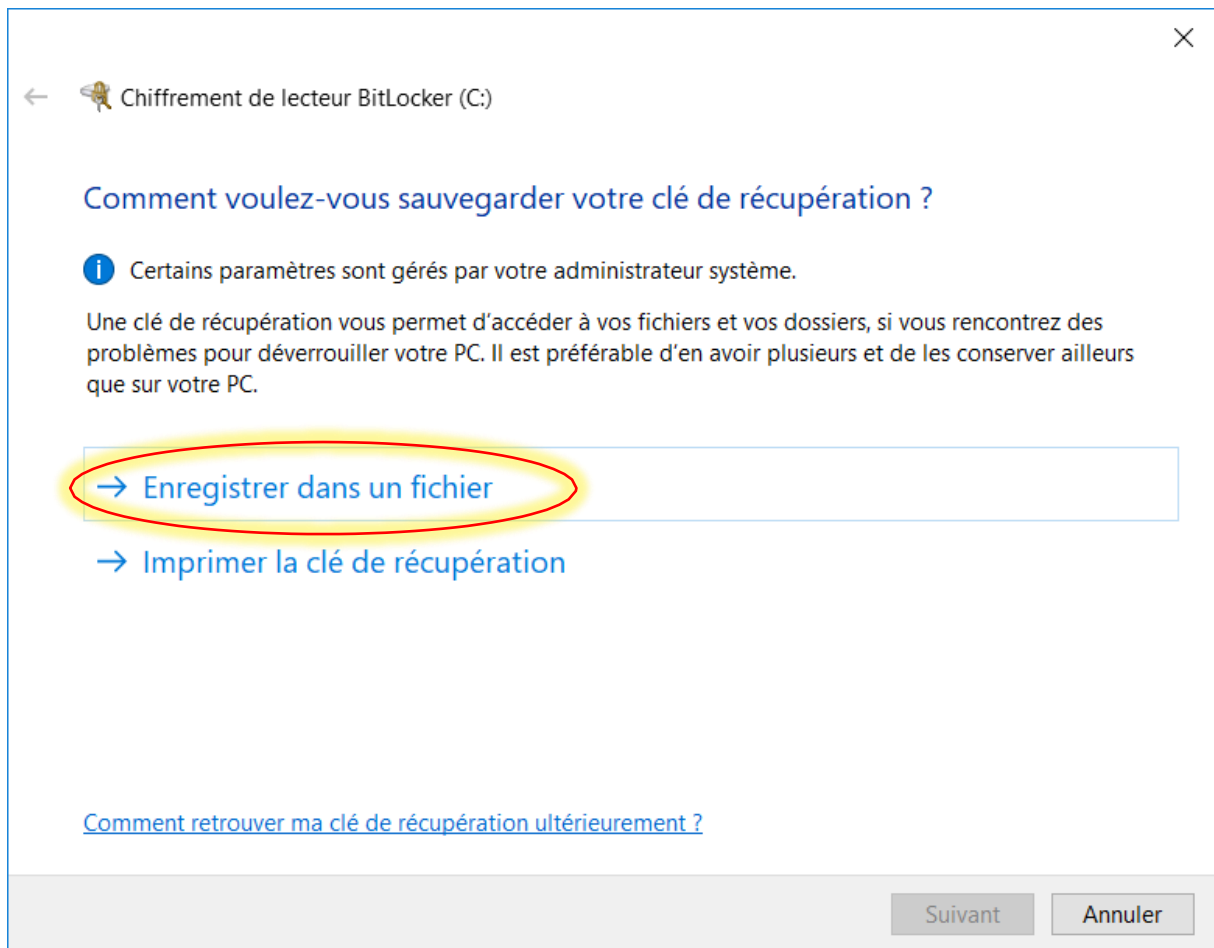 Chiffrement de lecteur BitLocker (C:)
Comment voulez-vous sauvegarder votre clé de récupération ?
Certains paramètres sont gérés par votre administrateur système.
Une clé de récupération vous permet d’accéder à vos fichiers et vos dossiers, si vous rencontrez des
problèmes pour déverrouiller votre PC. Il est préférable d’en avoir plusieurs et de les conserver ailleurs
que sur votre PC.
Enregistrer dans un fichier
Imprimer la clé de récupération
Comment retrouver ma clé de récupération ultérieurement ?
Suivant
Annuler